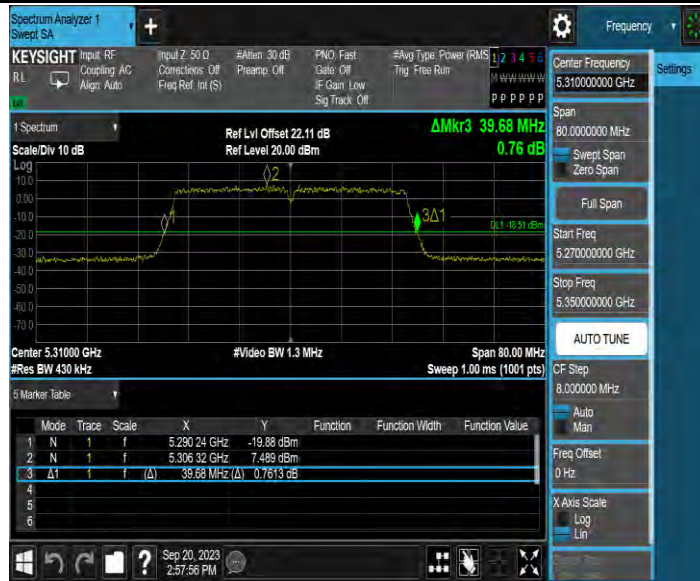 Spectrum Analyzer 1
Swept SA
Frequency
KEYSIGHT Input: RF Input Z: 50 Ω #Atten: 30 dB PNO: Fast #Avg Type: Power (RMS 1 2 3 4 5 6
RL Coupling: AC Corrections: Off Preamp: Off Gate: Off Trig: Free Run M W W W W W
Align: Auto Freq Ref: Int (S) IF Gain: Low
Sig Track: Off P P P P P P
1 Spectrum
Ref Lvl Offset 22.11 dB ΔMkr3 39.68 MHz
Scale/Div 10 dB Ref Level 20.00 dBm 0.76 dB
Log
10.0
0.00
-10.0
-20.0
-30.0
-40.0
-50.0
-60.0
-70.0
2
3Δ1
DL1 -18.51 dBm
Center 5.31000 GHz #Video BW 1.3 MHz Span 80.00 MHz
#Res BW 430 kHz Sweep 1.00 ms (1001 pts)
5 Marker Table
Mode Trace Scale X Y Function Function Width Function Value
1 N 1 f 5.290 24 GHz -19.88 dBm
2 N 1 f 5.306 32 GHz 7.489 dBm
3 Δ1 1 f (Δ) 39.68 MHz (Δ) 0.7613 dB
4
5
6
Sep 20, 2023
2:57:56 PM
Center Frequency
5.310000000 GHz
Settings
Span
80.0000000 MHz
Swept Span
Zero Span
Full Span
Start Freq
5.270000000 GHz
Stop Freq
5.350000000 GHz
AUTO TUNE
CF Step
8.000000 MHz
Auto
Man
Freq Offset
0 Hz
X Axis Scale
Log
Lin